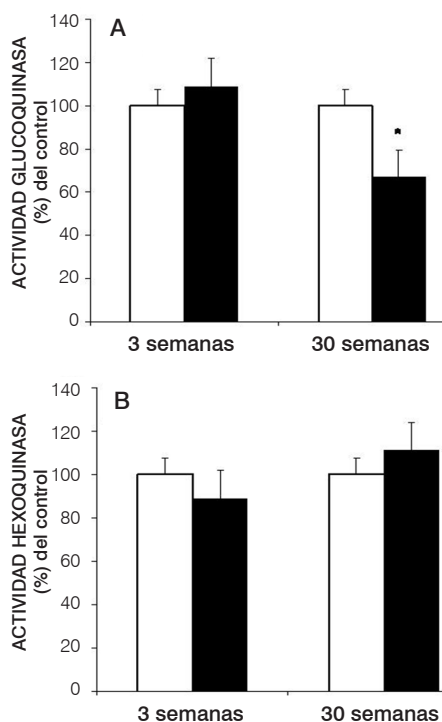 A
ACTIVIDAD GLUCOQUINASA
(%) del control
140
120
100
80
60
40
20
0
*
3 semanas 30 semanas
B
ACTIVIDAD HEXOQUINASA
(%) del control
140
120
100
80
60
40
20
0
3 semanas 30 semanas